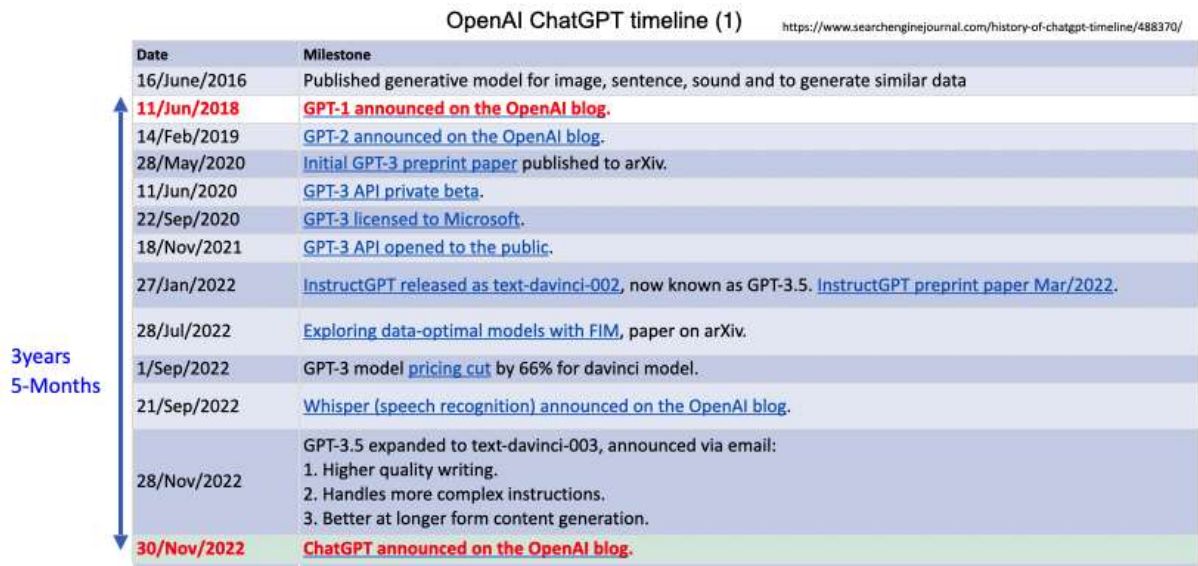 OpenAI ChatGPT timeline (1)
https://www.searchenginejournal.com/history-of-chatgpt-timeline/488370/
Date Milestone
16/June/2016 Published generative model for image, sentence, sound and to generate similar data
11/Jun/2018 GPT-1 announced on the OpenAI blog.
14/Feb/2019 GPT-2 announced on the OpenAI blog.
28/May/2020 Initial GPT-3 preprint paper published to arXiv.
11/Jun/2020 GPT-3 API private beta.
22/Sep/2020 GPT-3 licensed to Microsoft.
18/Nov/2021 GPT-3 API opened to the public.
27/Jan/2022 InstructGPT released as text-davinci-002, now known as GPT-3.5. InstructGPT preprint paper Mar/2022.
28/Jul/2022 Exploring data-optimal models with FIM, paper on arXiv.
3years
5-Months
1/Sep/2022 GPT-3 model pricing cut by 66% for davinci model.
21/Sep/2022 Whisper (speech recognition) announced on the OpenAI blog.
28/Nov/2022 GPT-3.5 expanded to text-davinci-003, announced via email:
1. Higher quality writing.
2. Handles more complex instructions.
3. Better at longer form content generation.
30/Nov/2022 ChatGPT announced on the OpenAI blog.